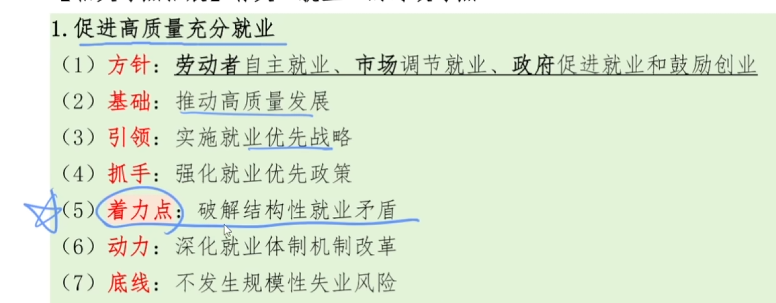 1.促进高质量充分就业
（1）方针：劳动者自主就业、市场调节就业、政府促进就业和鼓励创业
（2）基础：推动高质量发展
（3）引领：实施就业优先战略
（4）抓手：强化就业优先政策
（5）着力点：破解结构性就业矛盾
（6）动力：深化就业体制机制改革
（7）底线：不发生规模性失业风险